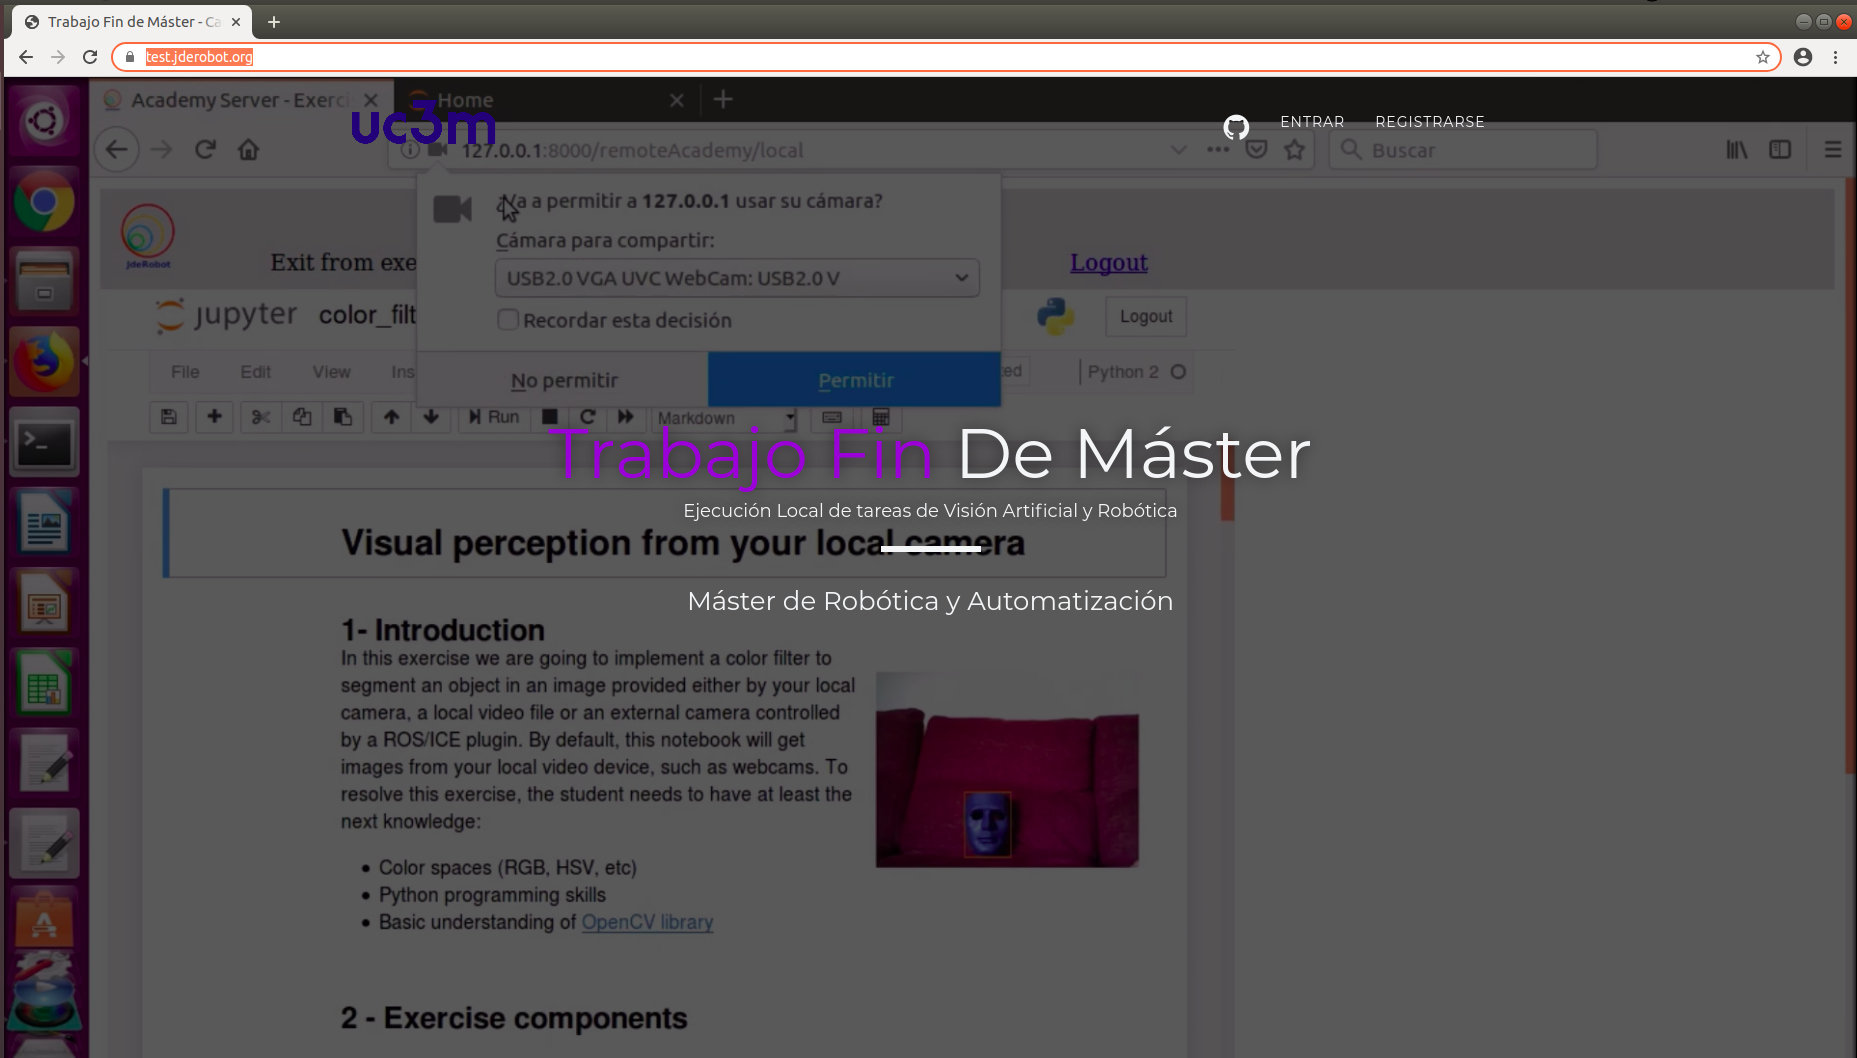 Trabajo Fin de Máster - Ca
test.jderobot.org
Academy Server - Exerci
Home
uc3m
ENTRAR
REGISTRARSE
127.0.0.1:8000/remoteAcademy/local
Buscar
¿Va a permitir a 127.0.0.1 usar su cámara?
Cámara para compartir:
JdeRobot
Exit from exe
Logout
USB2.0 VGA UVC WebCam: USB2.0 V
Recordar esta decisión
jupyter color_filt
Logout
File
Edit
View
Ins
No permitir
Permitir
ted
Python 2
Run
Markdown
Trabajo Fin De Máster
Ejecución Local de tareas de Visión Artificial y Robótica
Visual perception from your local camera
Máster de Robótica y Automatización
1- Introduction
In this exercise we are going to implement a color filter to
segment an object in an image provided either by your local
camera, a local video file or an external camera controlled
by a ROS/ICE plugin. By default, this notebook will get
images from your local video device, such as webcams. To
resolve this exercise, the student needs to have at least the
next knowledge:
Color spaces (RGB, HSV, etc)
Python programming skills
Basic understanding of OpenCV library
2 - Exercise components